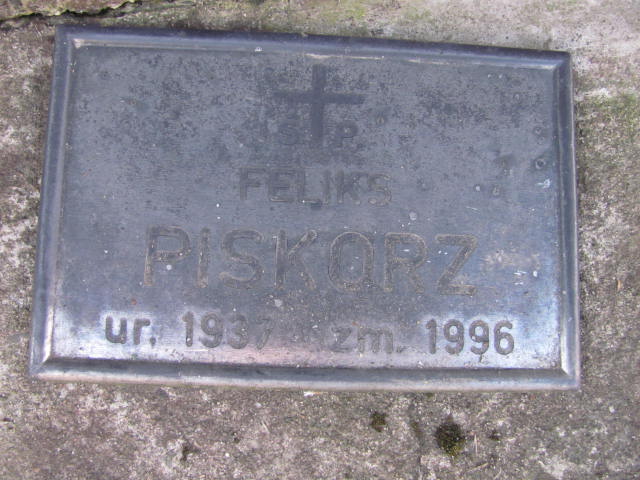 Ś P.
FELIKS
PISKORZ
ur. 1937 zm. 1996